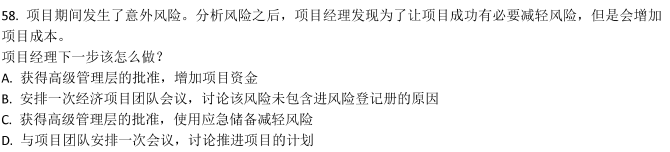 58. 项目期间发生了意外风险。分析风险之后，项目经理发现为了让项目成功有必要减轻风险，但是会增加
项目成本。
项目经理下一步该怎么做？
A. 获得高级管理层的批准，增加项目资金
B. 安排一次经济项目团队会议，讨论该风险未包含进风险登记册的原因
C. 获得高级管理层的批准，使用应急储备减轻风险
D. 与项目团队安排一次会议，讨论推进项目的计划